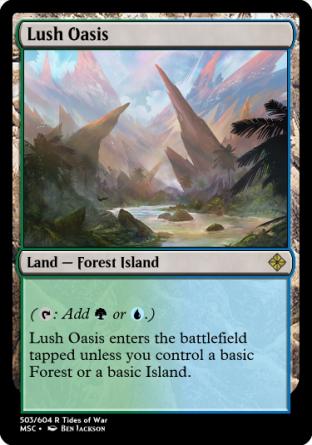 Lush Oasis
Land — Forest Island
( : Add or .)
Lush Oasis enters the battlefield
tapped unless you control a basic
Forest or a basic Island.
503/604 R Tides of War
MSC • Ben Jackson